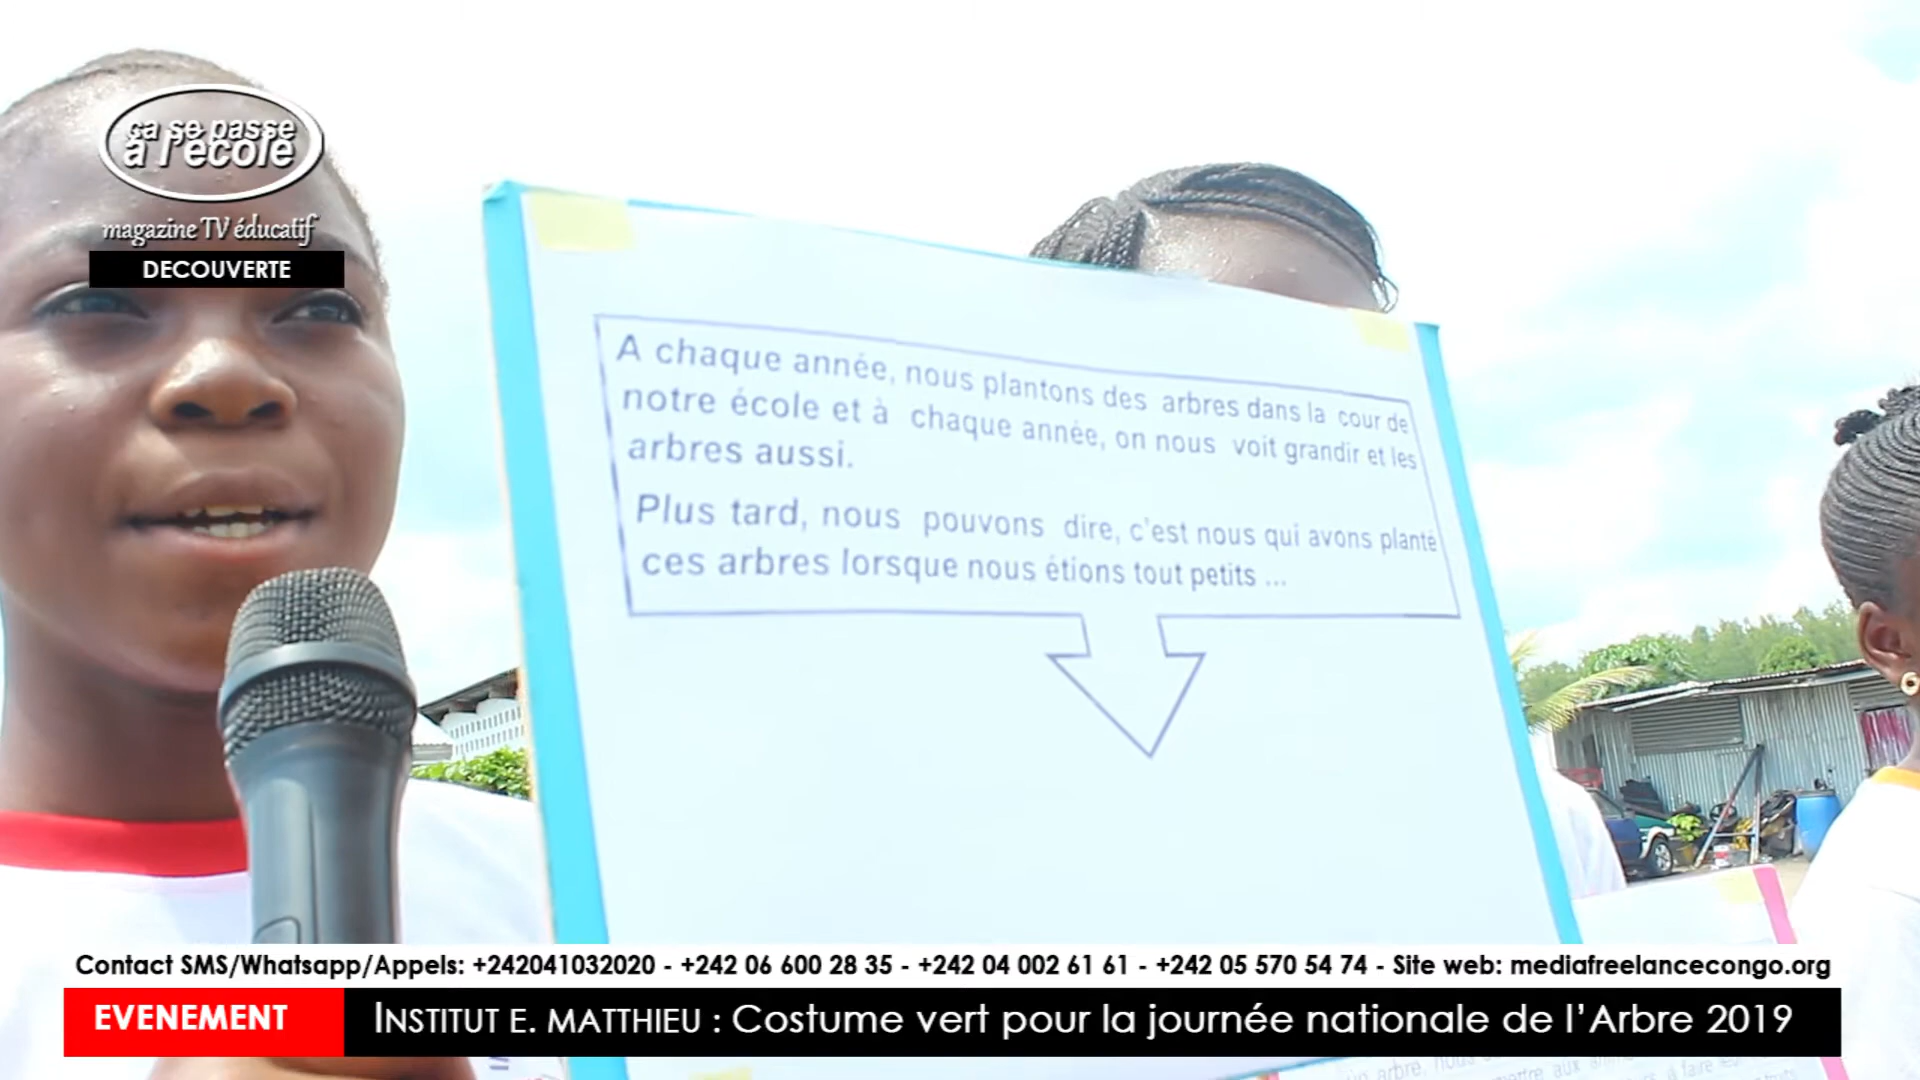 ça se passe
à l'école
magazine TV éducatif
DECOUVERTE
A chaque année, nous plantons des arbres dans la cour de
notre école et à chaque année, on nous voit grandir et les
arbres aussi.
Plus tard, nous pouvons dire, c'est nous qui avons planté
ces arbres lorsque nous étions tout petits ...
Contact SMS/Whatsapp/Appels: +242041032020 - +242 06 600 28 35 - +242 04 002 61 61 - +242 05 570 54 74 - Site web: mediafreelancecongo.org
EVENEMENT
INSTITUT E. MATTHIEU : Costume vert pour la journée nationale de l'Arbre 2019
arbre, nous
aux
à faire